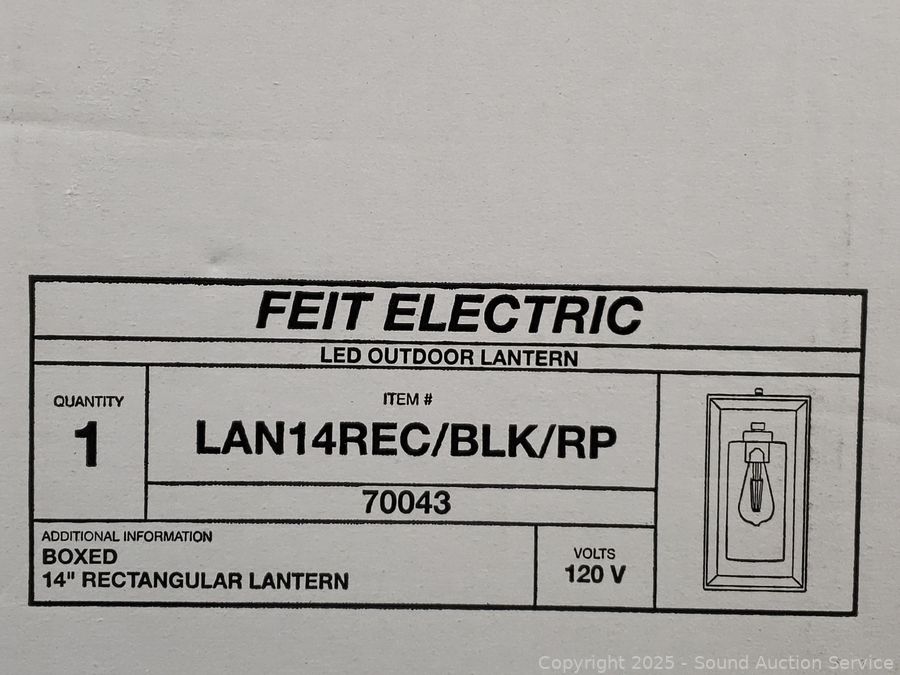 FEIT ELECTRIC
LED OUTDOOR LANTERN
QUANTITY
1
ITEM #
LAN14REC/BLK/RP
70043
ADDITIONAL INFORMATION
BOXED
14" RECTANGULAR LANTERN
VOLTS
120 V
Copyright 2025 - Sound Auction Service